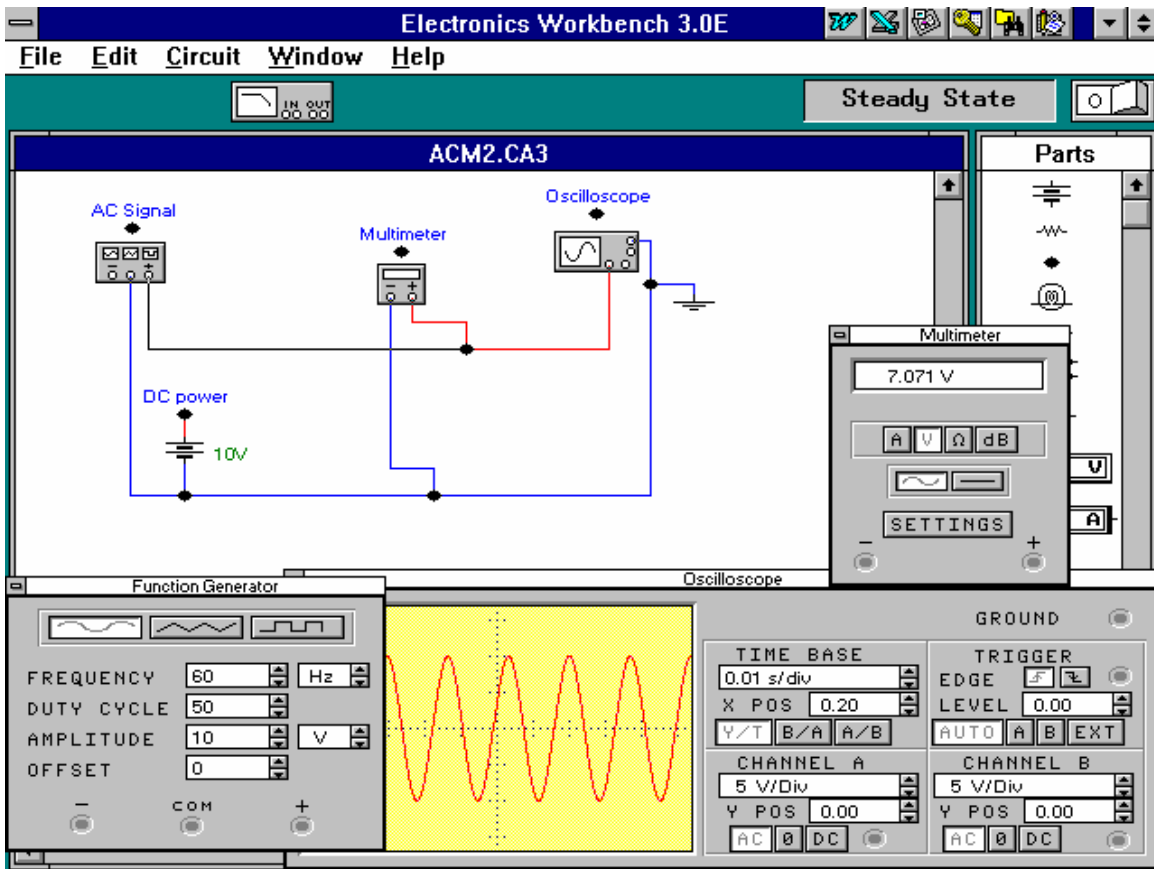 Electronics Workbench 3.0E
File Edit Circuit Window Help
IN OUT
Steady State
ACM2.CA3
Parts
AC Signal
Multimeter
Oscilloscope
DC power
10V
Multimeter
7.071 V
A V Ω dB
SETTINGS
− +
V
A
Function Generator
FREQUENCY 60 Hz
DUTY CYCLE 50
AMPLITUDE 10 V
OFFSET 0
− COM +
Oscilloscope
GROUND
TIME BASE
0.01 s/div
X POS 0.20
Y/T B/A A/B
TRIGGER
EDGE
LEVEL 0.00
AUTO A B EXT
CHANNEL A
5 V/Div
Y POS 0.00
AC 0 DC
CHANNEL B
5 V/Div
Y POS 0.00
AC 0 DC